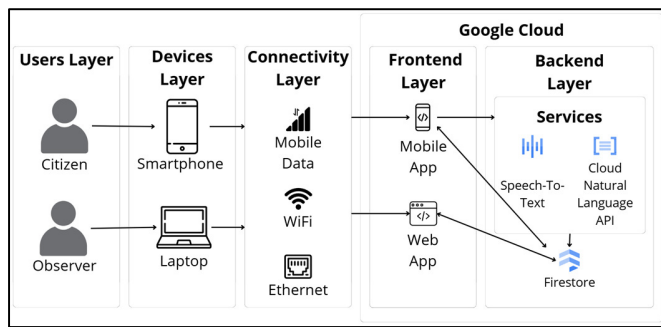 Google Cloud
Users Layer
Devices
Layer
Connectivity
Layer
Frontend
Layer
Backend
Layer
Citizen
Observer
Smartphone
Laptop
Mobile
Data
WiFi
Ethernet
Mobile
App
Web
App
Services
Speech-To-
Text
Cloud
Natural
Language
API
Firestore